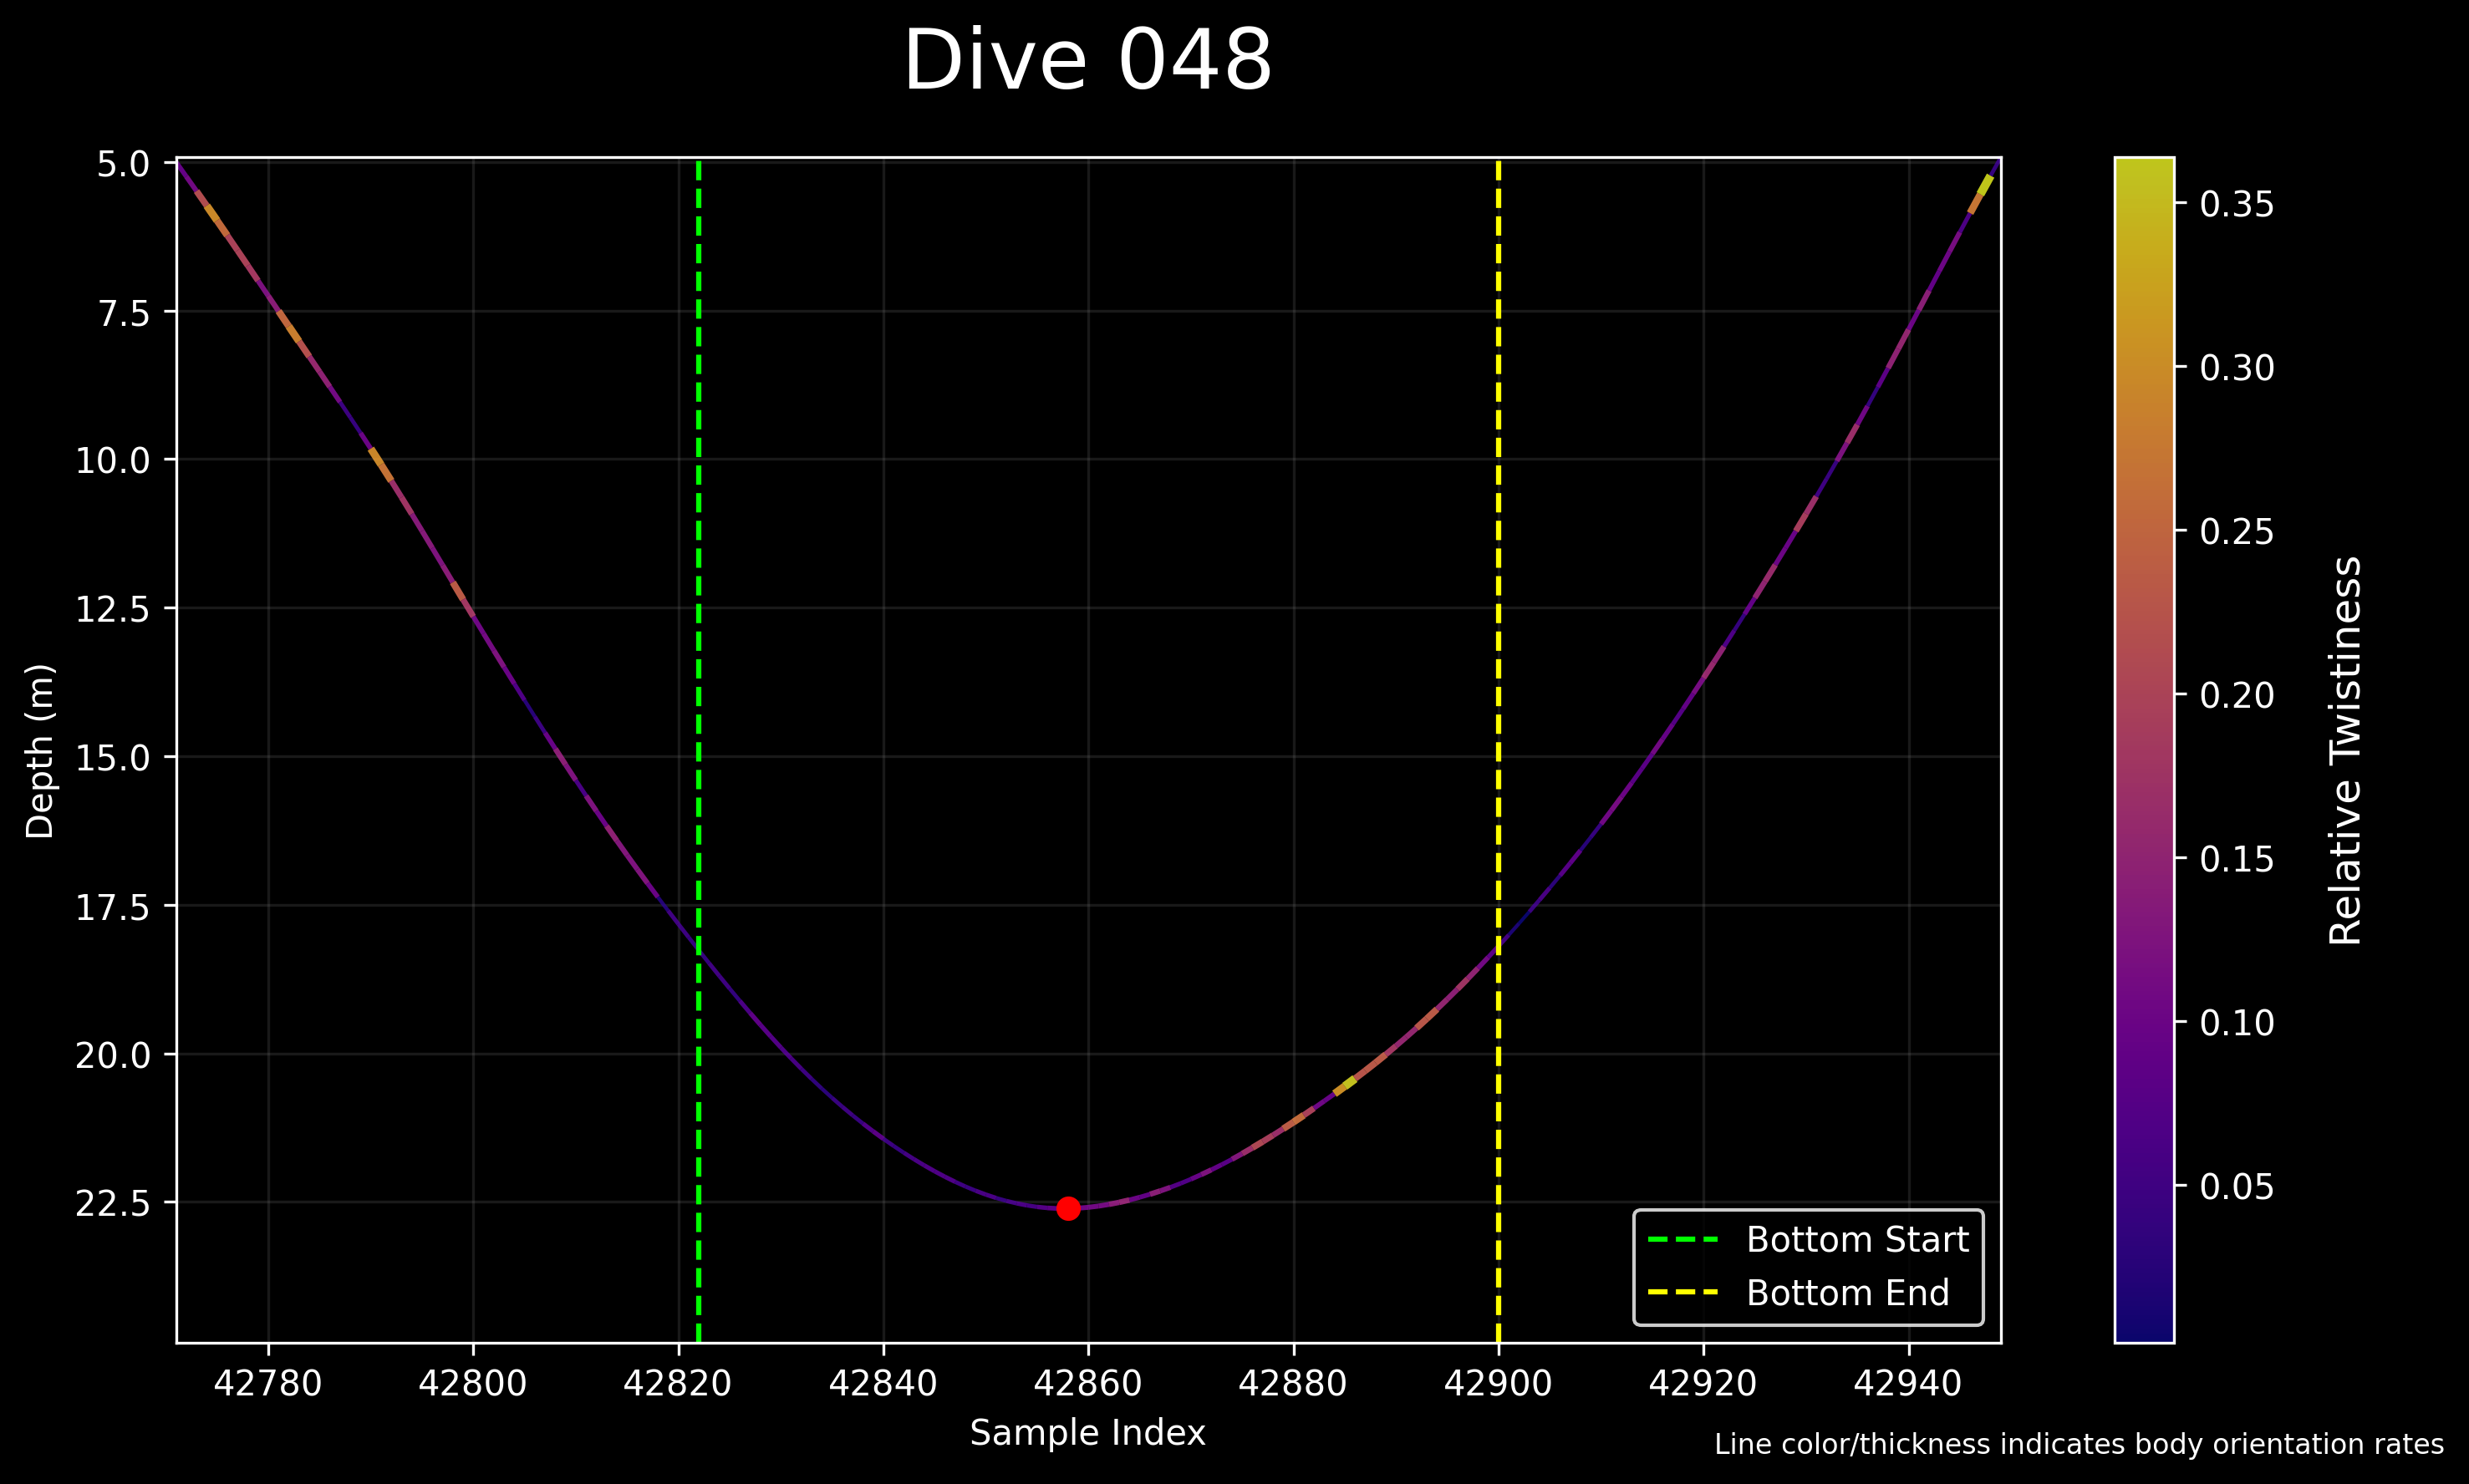 Dive 048
5.0
7.5
10.0
12.5
15.0
17.5
20.0
22.5
Depth (m)
42780 42800 42820 42840 42860 42880 42900 42920 42940
Sample Index
Bottom Start
Bottom End
0.35
0.30
0.25
0.20
0.15
0.10
0.05
Relative Twistiness
Line color/thickness indicates body orientation rates